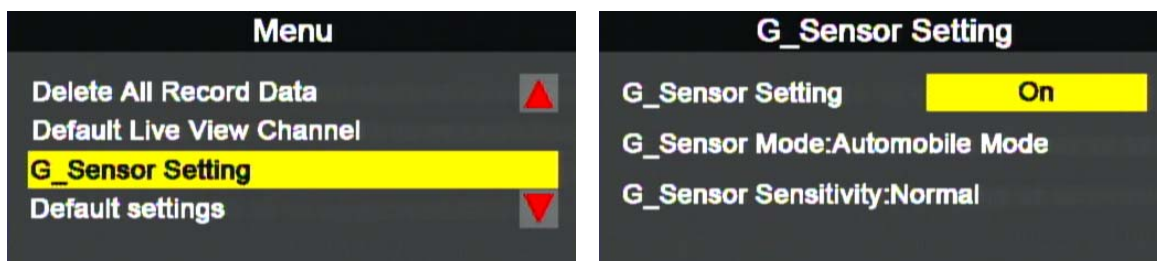 Menu
Delete All Record Data
Default Live View Channel
G_Sensor Setting
Default settings
G_Sensor Setting
G_Sensor Setting On
G_Sensor Mode:Automobile Mode
G_Sensor Sensitivity:Normal